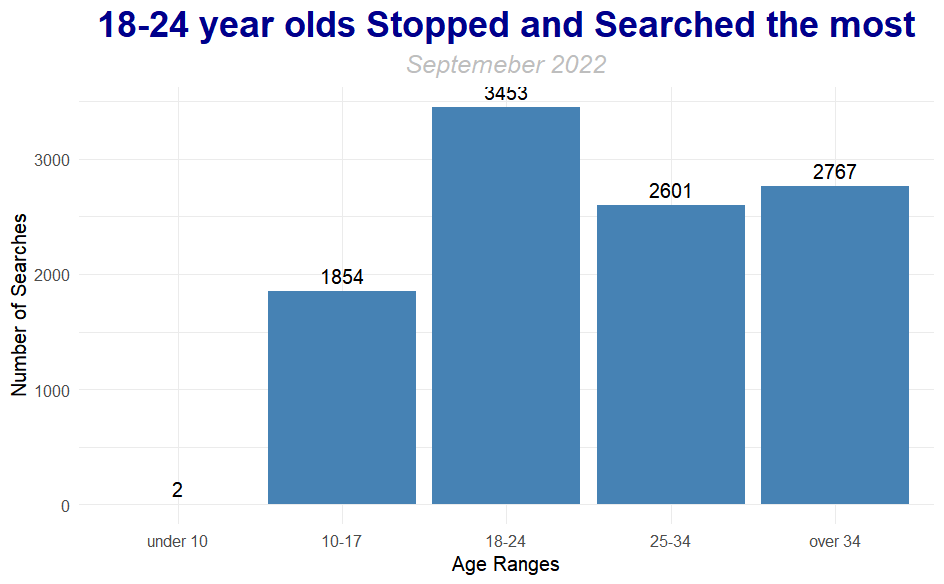 18-24 year olds Stopped and Searched the most
Septemeber 2022
3453
3000
2767
2601
2000
1854
1000
2
0
Number of Searches
under 10 10-17 18-24 25-34 over 34
Age Ranges